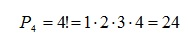 P₄ = 4! = 1 · 2 · 3 · 4 = 24